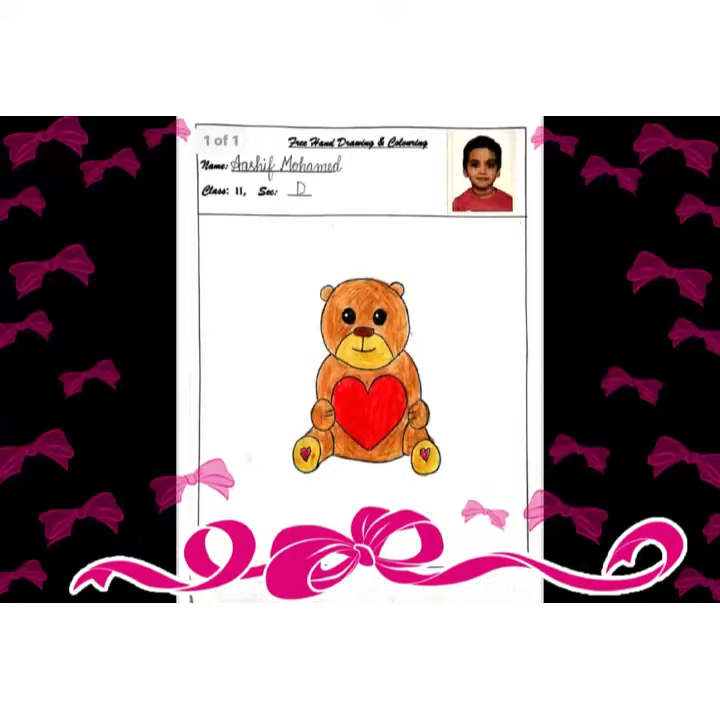 1 of 1
Free Hand Drawing & Colouring
Name: Aashif Mohamed
Class: II, Sec: D